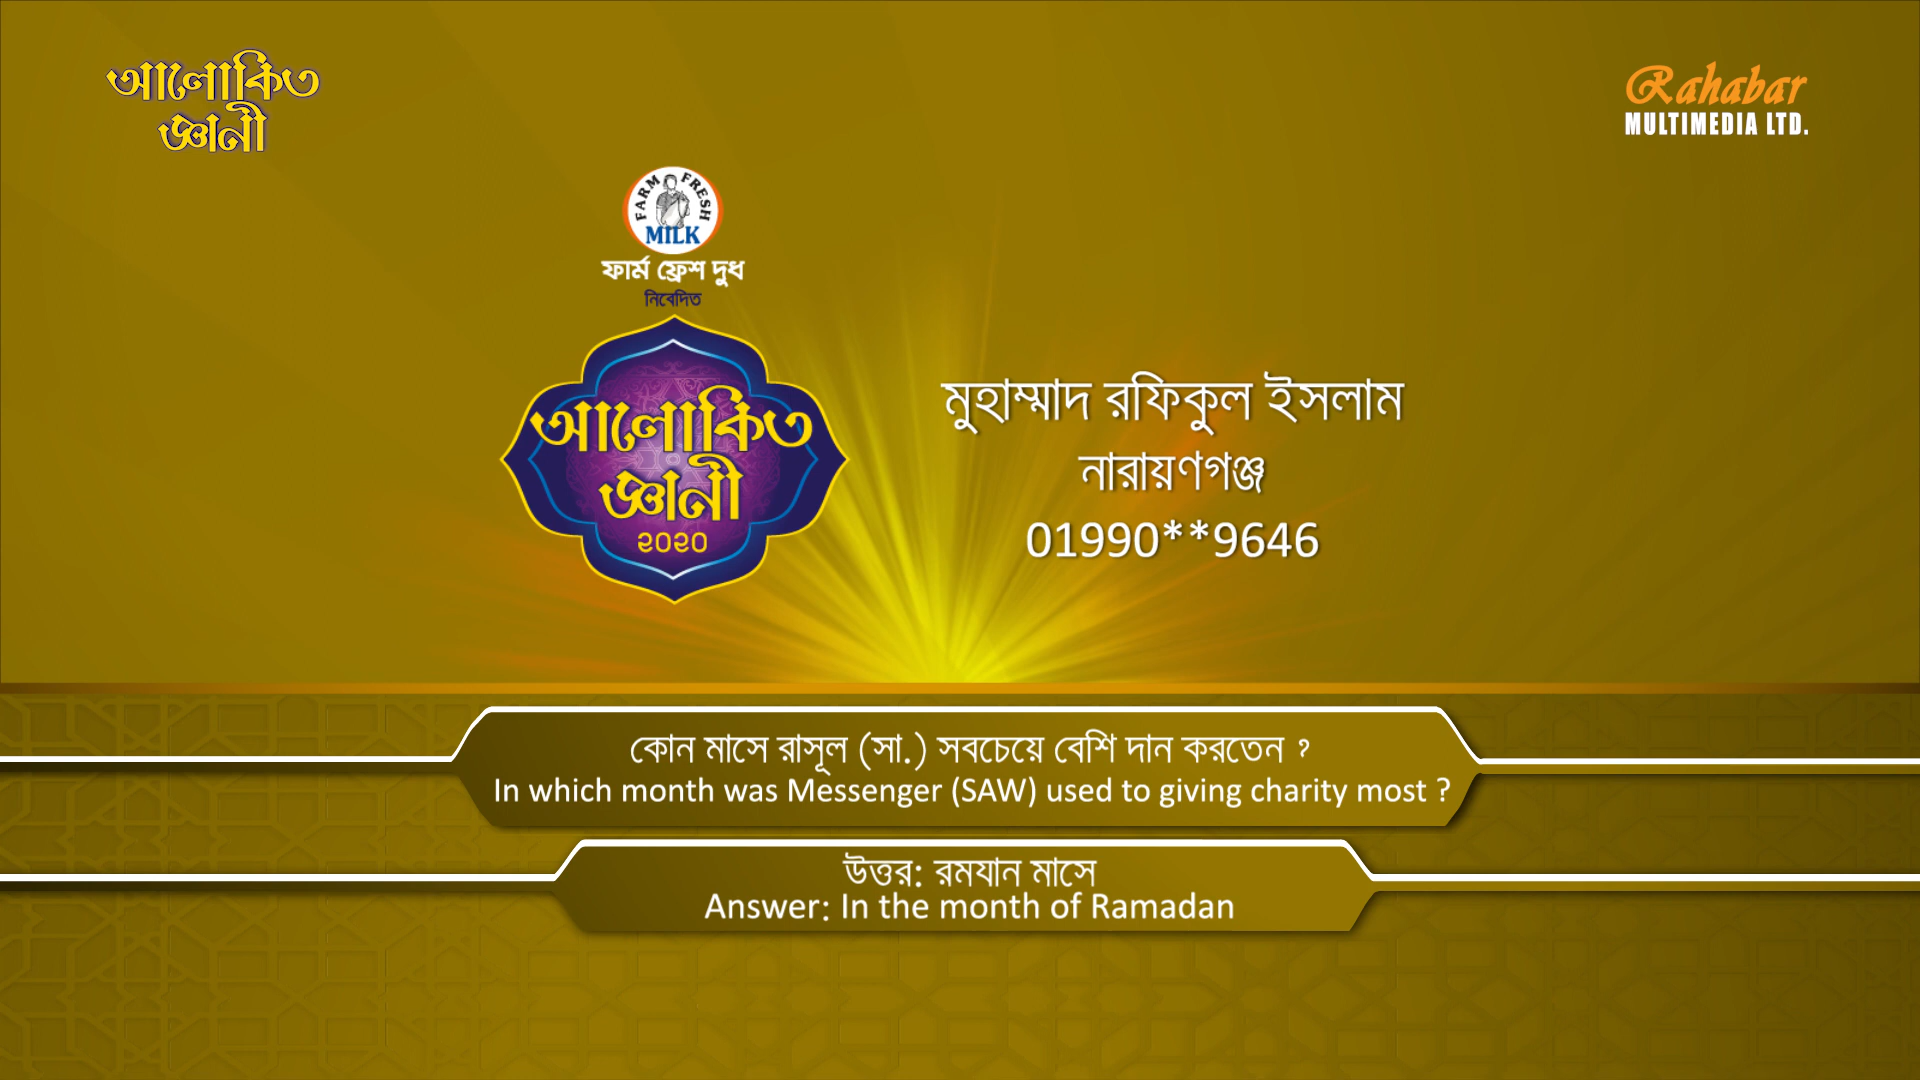 আলোকিত
জ্ঞানী
Rahabar
MULTIMEDIA LTD.
FARM FRESH
MILK
ফার্ম ফ্রেশ দুধ
নিবেদিত
আলোকিত
জ্ঞানী
২০২০
মুহাম্মাদ রফিকুল ইসলাম
নারায়ণগঞ্জ
01990**9646
কোন মাসে রাসূল (সা.) সবচেয়ে বেশি দান করতেন ?
In which month was Messenger (SAW) used to giving charity most ?
উত্তর: রমযান মাসে
Answer: In the month of Ramadan